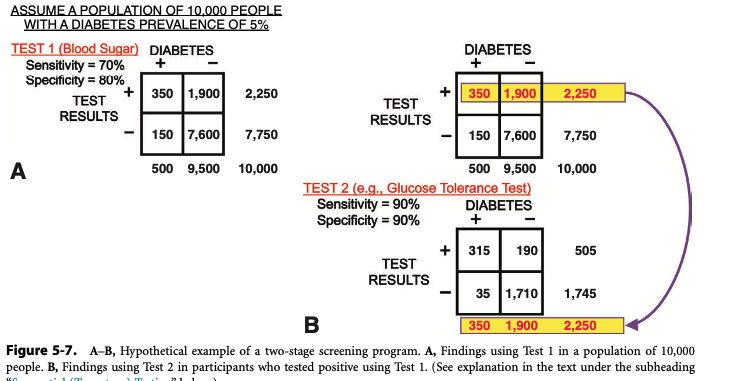 ASSUME A POPULATION OF 10,000 PEOPLE
WITH A DIABETES PREVALENCE OF 5%
TEST 1 (Blood Sugar)
Sensitivity = 70%
Specificity = 80%
DIABETES
+ −
TEST
RESULTS
+ 350 1,900 2,250
− 150 7,600 7,750
500 9,500 10,000
A
DIABETES
+ −
TEST
RESULTS
+ 350 1,900 2,250
− 150 7,600 7,750
500 9,500 10,000
TEST 2 (e.g., Glucose Tolerance Test)
Sensitivity = 90%
Specificity = 90%
DIABETES
+ −
TEST
RESULTS
+ 315 190 505
− 35 1,710 1,745
350 1,900 2,250
B
Figure 5-7. A–B, Hypothetical example of a two-stage screening program. A, Findings using Test 1 in a population of 10,000
people. B, Findings using Test 2 in participants who tested positive using Test 1. (See explanation in the text under the subheading